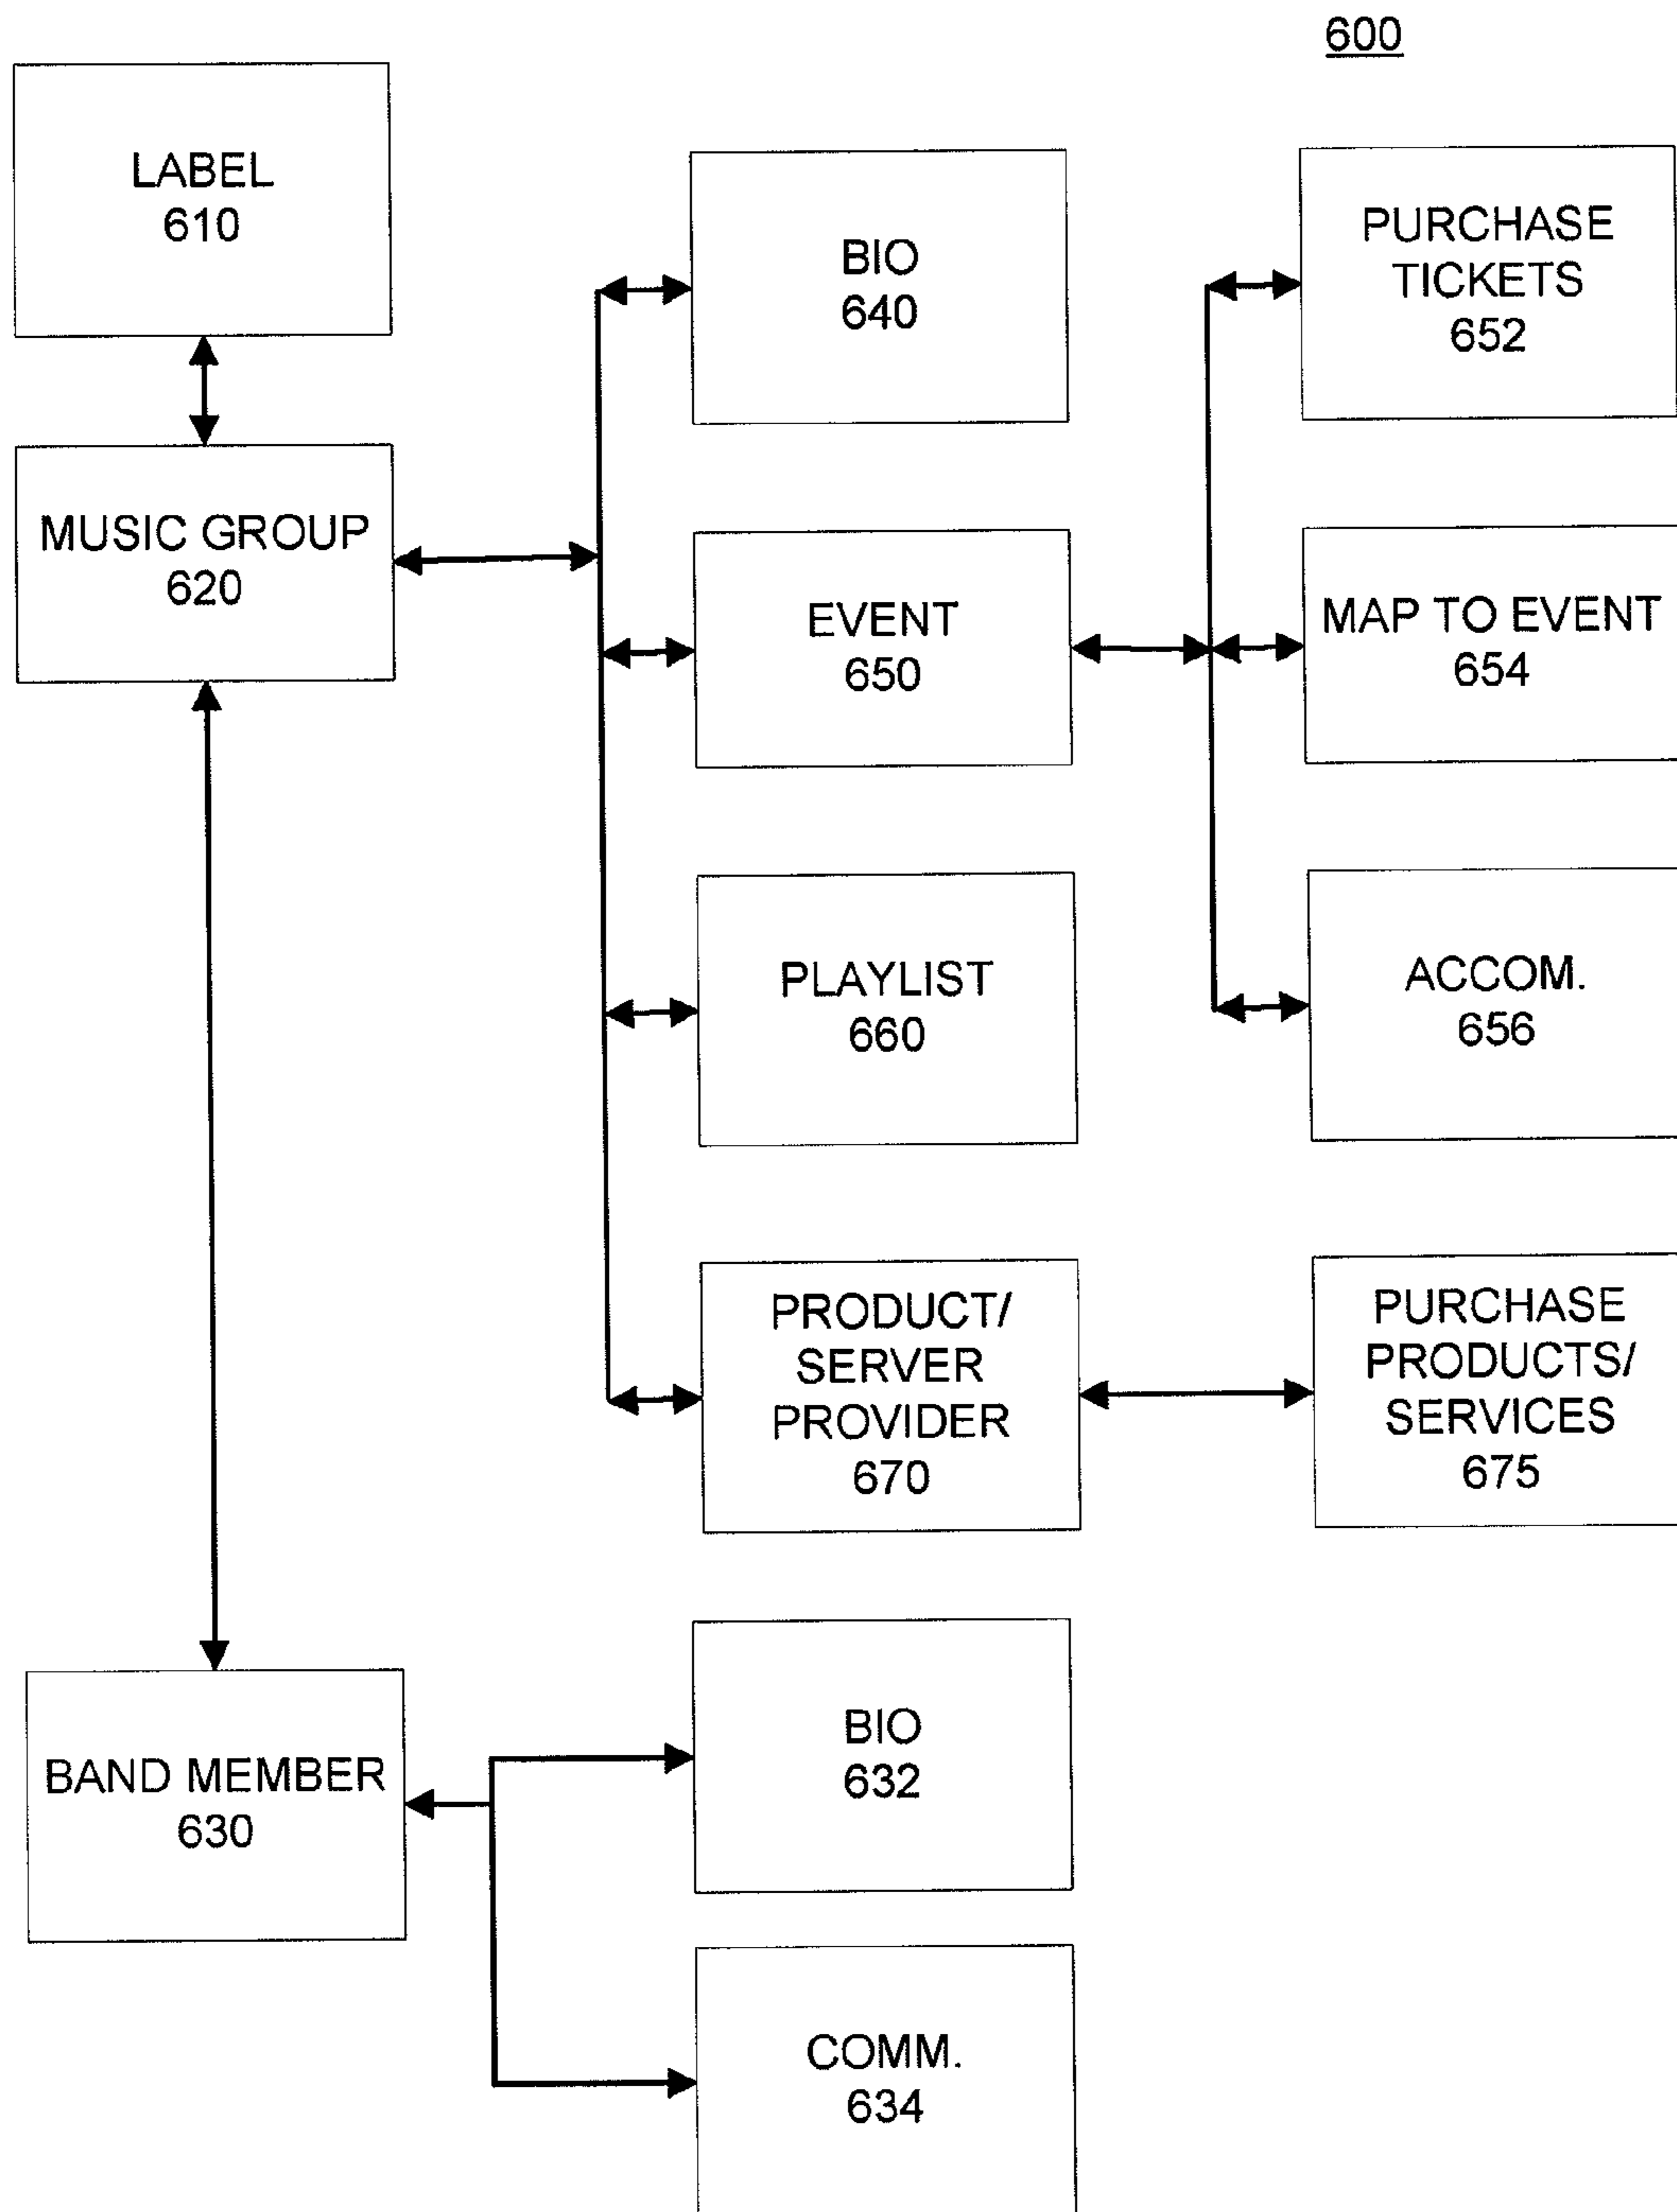 600
LABEL
610
BIO
640
PURCHASE
TICKETS
652
MUSIC GROUP
620
EVENT
650
MAP TO EVENT
654
PLAYLIST
660
ACCOM.
656
PRODUCT/
SERVER
PROVIDER
670
PURCHASE
PRODUCTS/
SERVICES
675
BAND MEMBER
630
BIO
632
COMM.
634